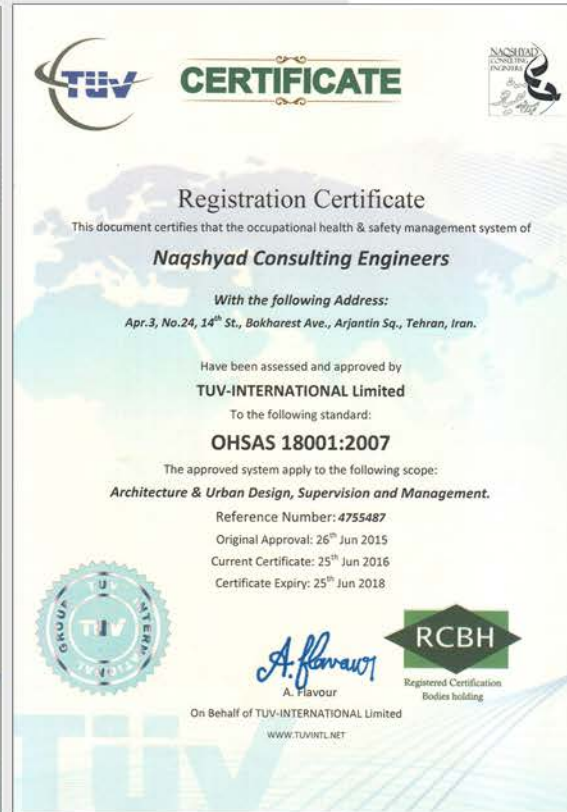 TÜV
CERTIFICATE
NAQSHYAD
CONSULTING
ENGINEERS
Registration Certificate
This document certifies that the occupational health & safety management system of
Naqshyad Consulting Engineers
With the following Address:
Apr.3, No.24, 14th St., Bokharest Ave., Arjantin Sq., Tehran, Iran.
Have been assessed and approved by
TUV-INTERNATIONAL Limited
To the following standard:
OHSAS 18001:2007
The approved system apply to the following scope:
Architecture & Urban Design, Supervision and Management.
Reference Number: 4755487
Original Approval: 26th Jun 2015
Current Certificate: 25th Jun 2016
Certificate Expiry: 25th Jun 2018
TUV INTERNATIONAL GROUP
TÜV
RCBH
Registered Certification
Bodies holding
A. Flavour
A. Flavour
On Behalf of TUV-INTERNATIONAL Limited
WWW.TUVINTL.NET
TÜV